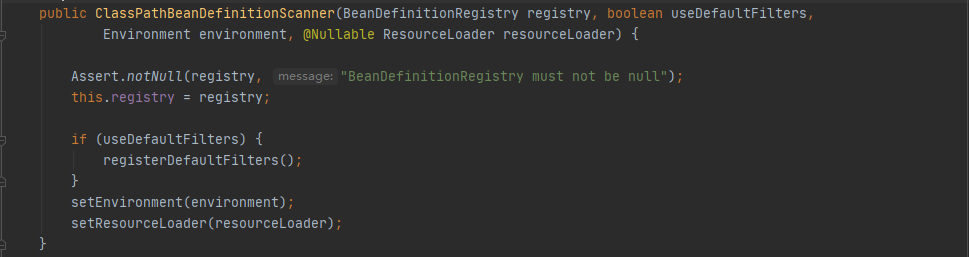 public ClassPathBeanDefinitionScanner(BeanDefinitionRegistry registry, boolean useDefaultFilters,
Environment environment, @Nullable ResourceLoader resourceLoader) {
Assert.notNull(registry, message: "BeanDefinitionRegistry must not be null");
this.registry = registry;
if (useDefaultFilters) {
registerDefaultFilters();
}
setEnvironment(environment);
setResourceLoader(resourceLoader);
}